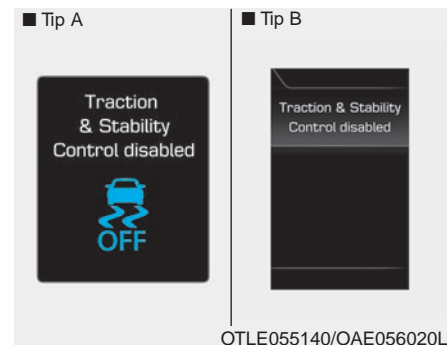 ■ Tip A
Traction
& Stability
Control disabled
OFF
■ Tip B
Traction & Stability
Control disabled
OTLE055140/OAE056020L